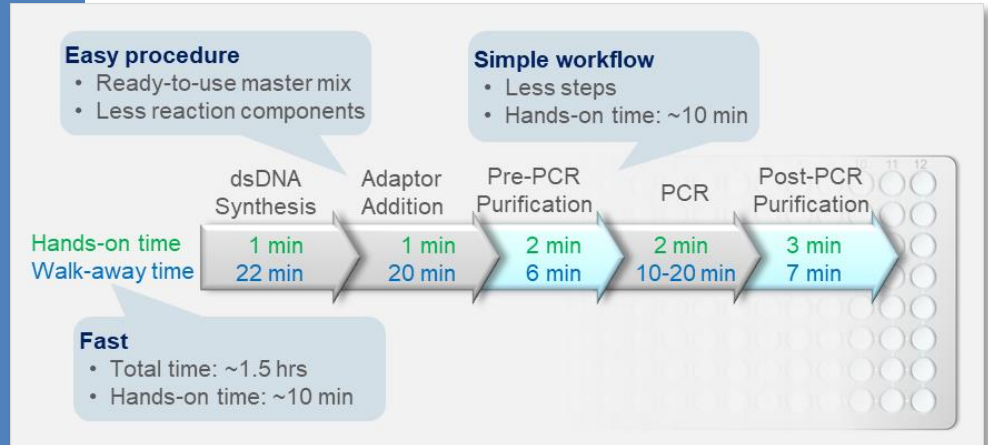 Easy procedure
• Ready-to-use master mix
• Less reaction components
Simple workflow
• Less steps
• Hands-on time: ~10 min
10 11 12
dsDNA
Synthesis
Adaptor
Addition
Pre-PCR
Purification
PCR
Post-PCR
Purification
Hands-on time 1 min 1 min 2 min 2 min 3 min
Walk-away time 22 min 20 min 6 min 10-20 min 7 min
Fast
• Total time: ~1.5 hrs
• Hands-on time: ~10 min